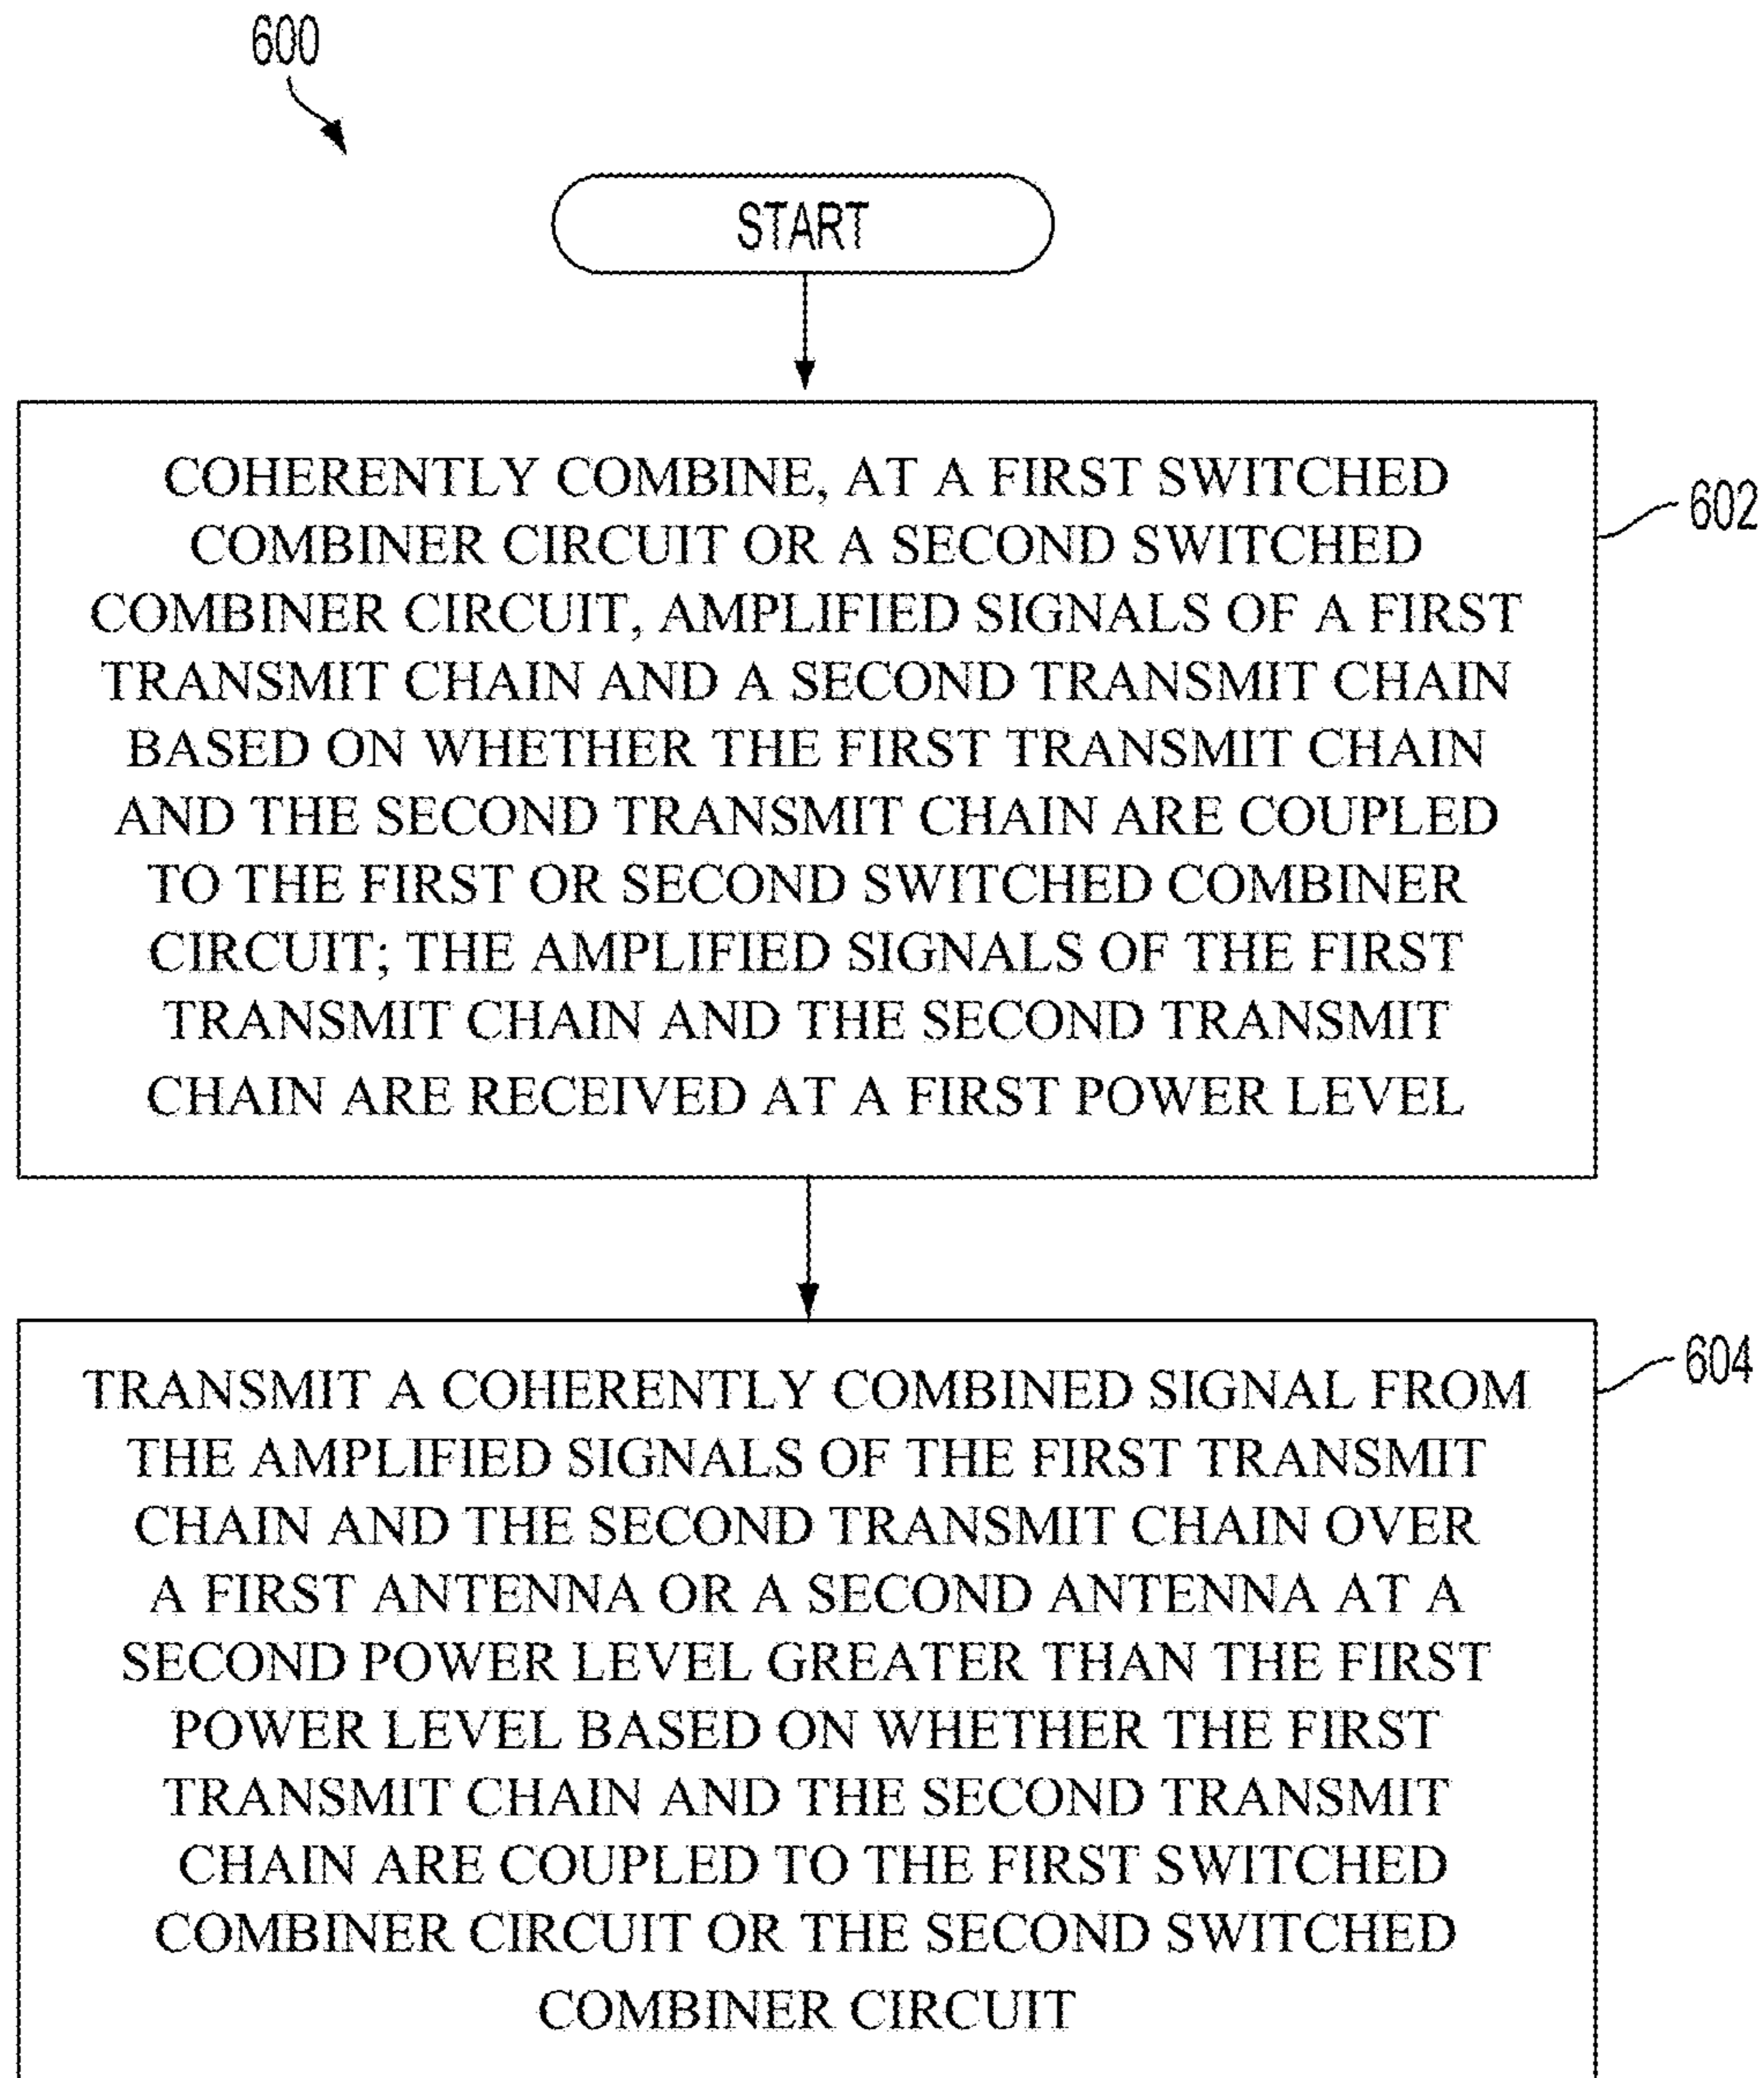 600
START
COHERENTLY COMBINE, AT A FIRST SWITCHED
COMBINER CIRCUIT OR A SECOND SWITCHED
COMBINER CIRCUIT, AMPLIFIED SIGNALS OF A FIRST
TRANSMIT CHAIN AND A SECOND TRANSMIT CHAIN
BASED ON WHETHER THE FIRST TRANSMIT CHAIN
AND THE SECOND TRANSMIT CHAIN ARE COUPLED
TO THE FIRST OR SECOND SWITCHED COMBINER
CIRCUIT; THE AMPLIFIED SIGNALS OF THE FIRST
TRANSMIT CHAIN AND THE SECOND TRANSMIT
CHAIN ARE RECEIVED AT A FIRST POWER LEVEL
602
TRANSMIT A COHERENTLY COMBINED SIGNAL FROM
THE AMPLIFIED SIGNALS OF THE FIRST TRANSMIT
CHAIN AND THE SECOND TRANSMIT CHAIN OVER
A FIRST ANTENNA OR A SECOND ANTENNA AT A
SECOND POWER LEVEL GREATER THAN THE FIRST
POWER LEVEL BASED ON WHETHER THE FIRST
TRANSMIT CHAIN AND THE SECOND TRANSMIT
CHAIN ARE COUPLED TO THE FIRST SWITCHED
COMBINER CIRCUIT OR THE SECOND SWITCHED
COMBINER CIRCUIT
604